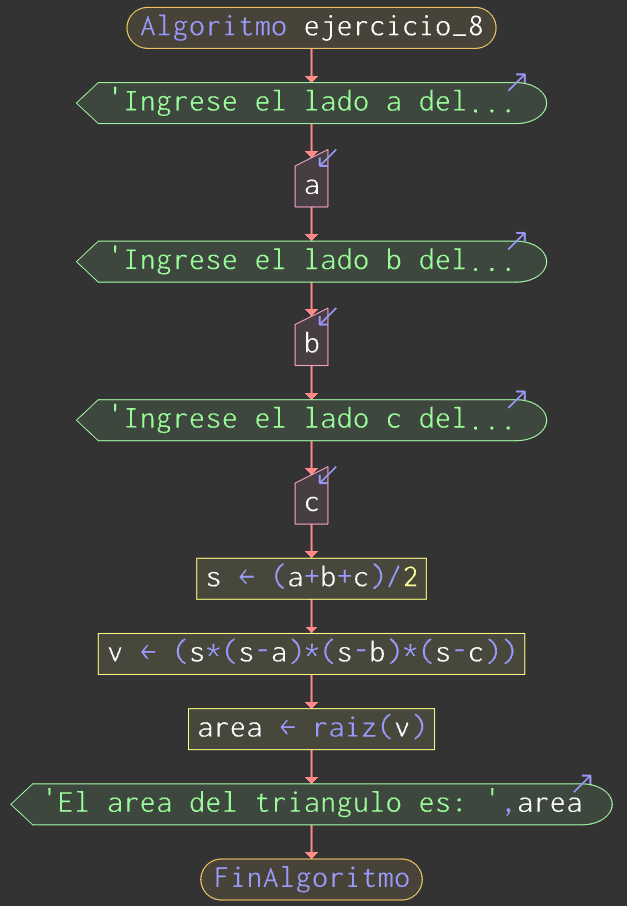 Algoritmo ejercicio_8
'Ingrese el lado a del...
a
'Ingrese el lado b del...
b
'Ingrese el lado c del...
c
s ← (a+b+c)/2
v ← (s*(s-a)*(s-b)*(s-c))
area ← raiz(v)
'El area del triangulo es: ',area
FinAlgoritmo